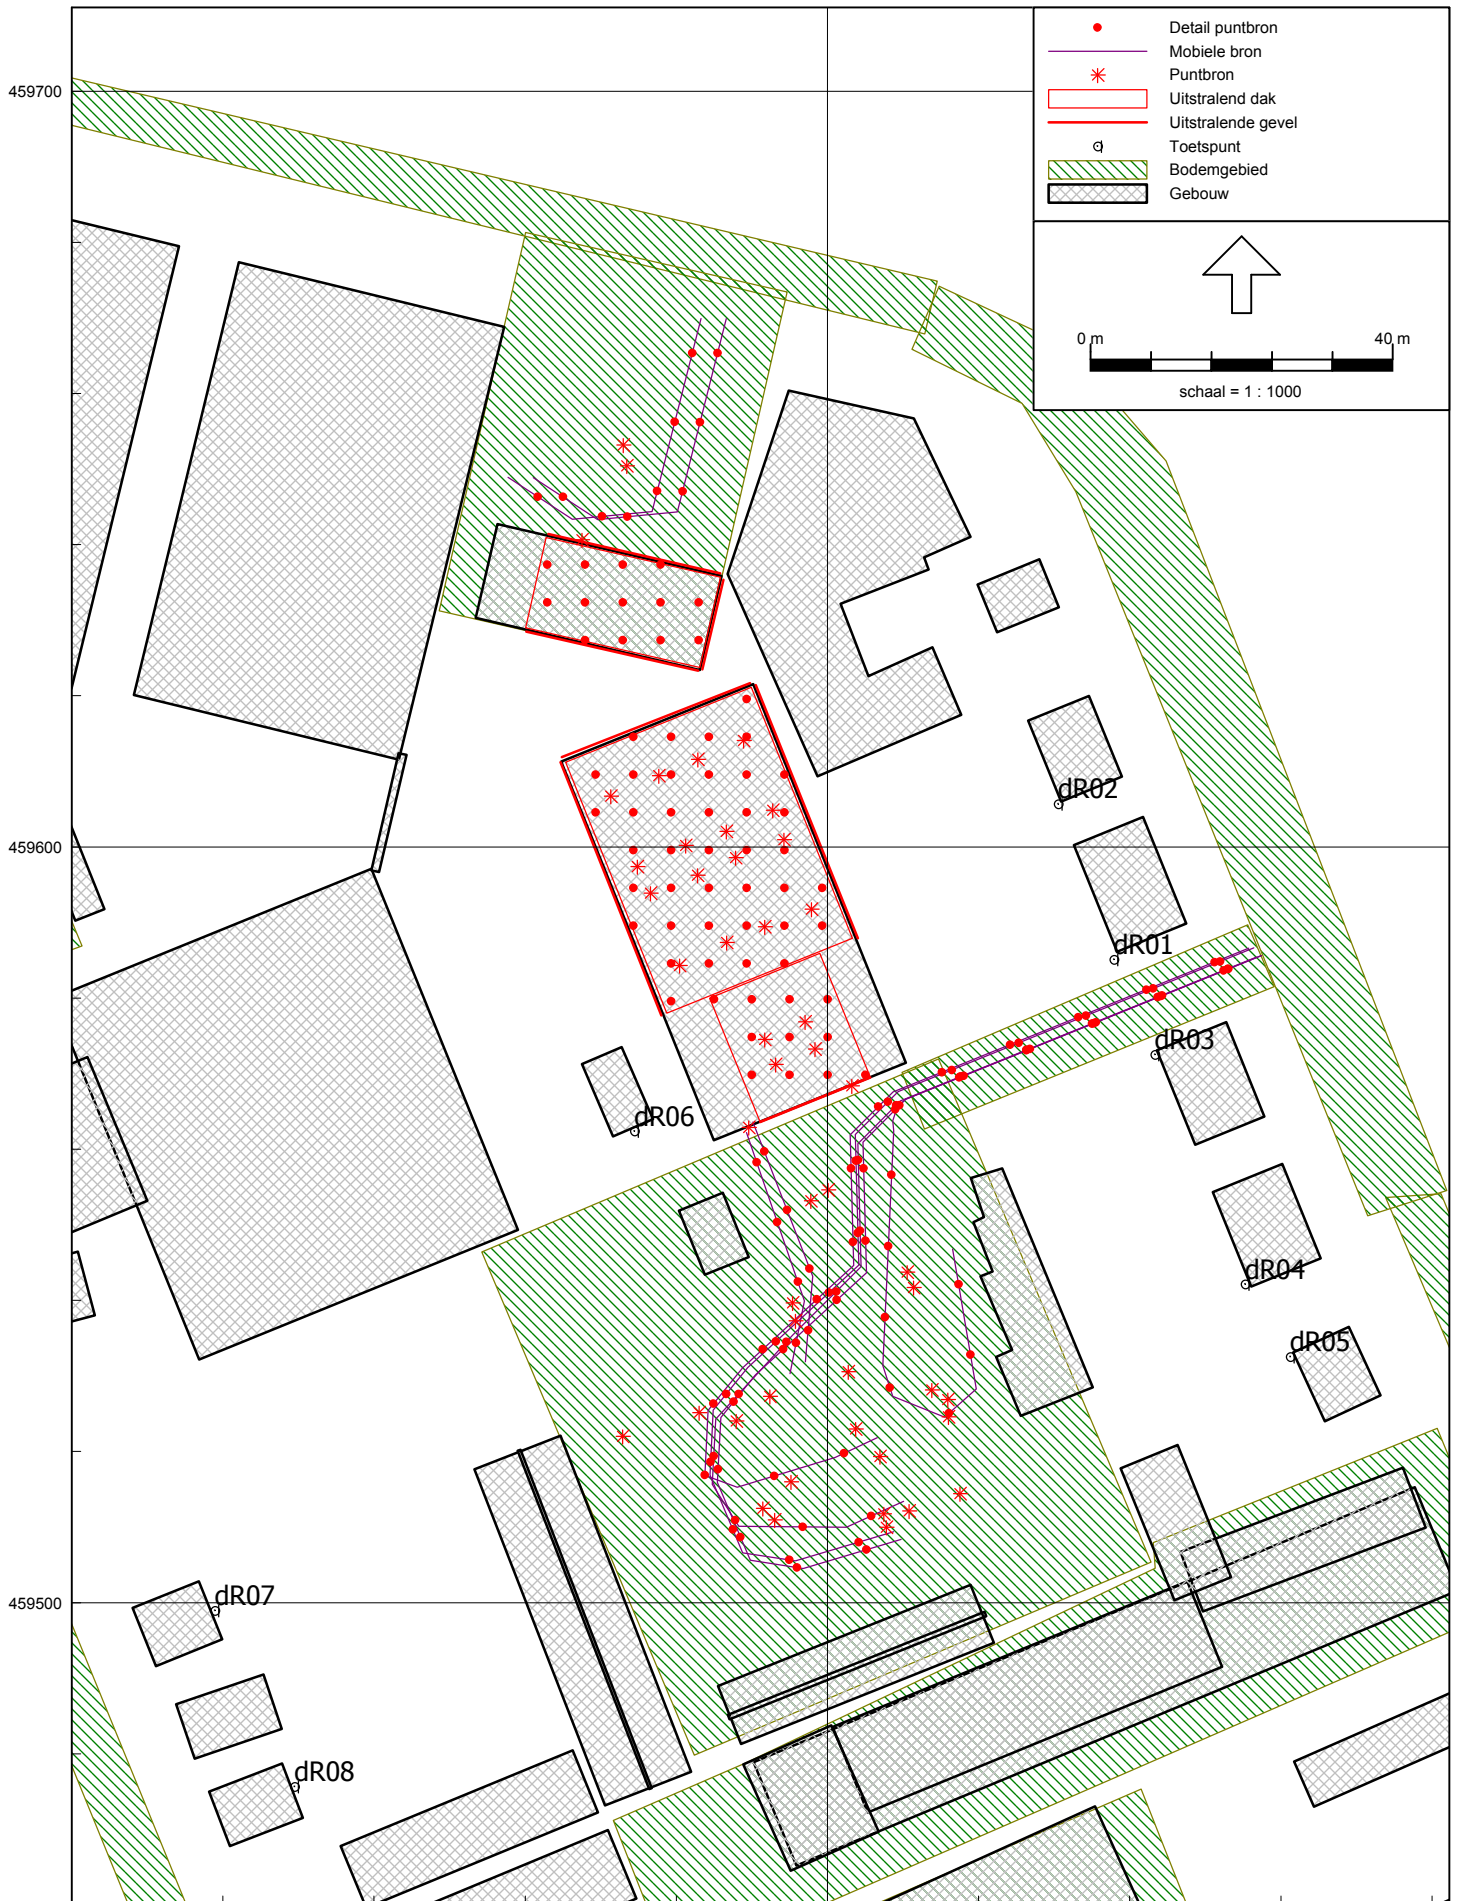 Detail puntbron
Mobiele bron
Puntbron
Uitstralend dak
Uitstralende gevel
Toetspunt
Bodemgebied
Gebouw
0 m 40 m
schaal = 1 : 1000
459700
dR02
459600
dR01
dR03
dR06
dR04
dR05
459500
dR07
dR08